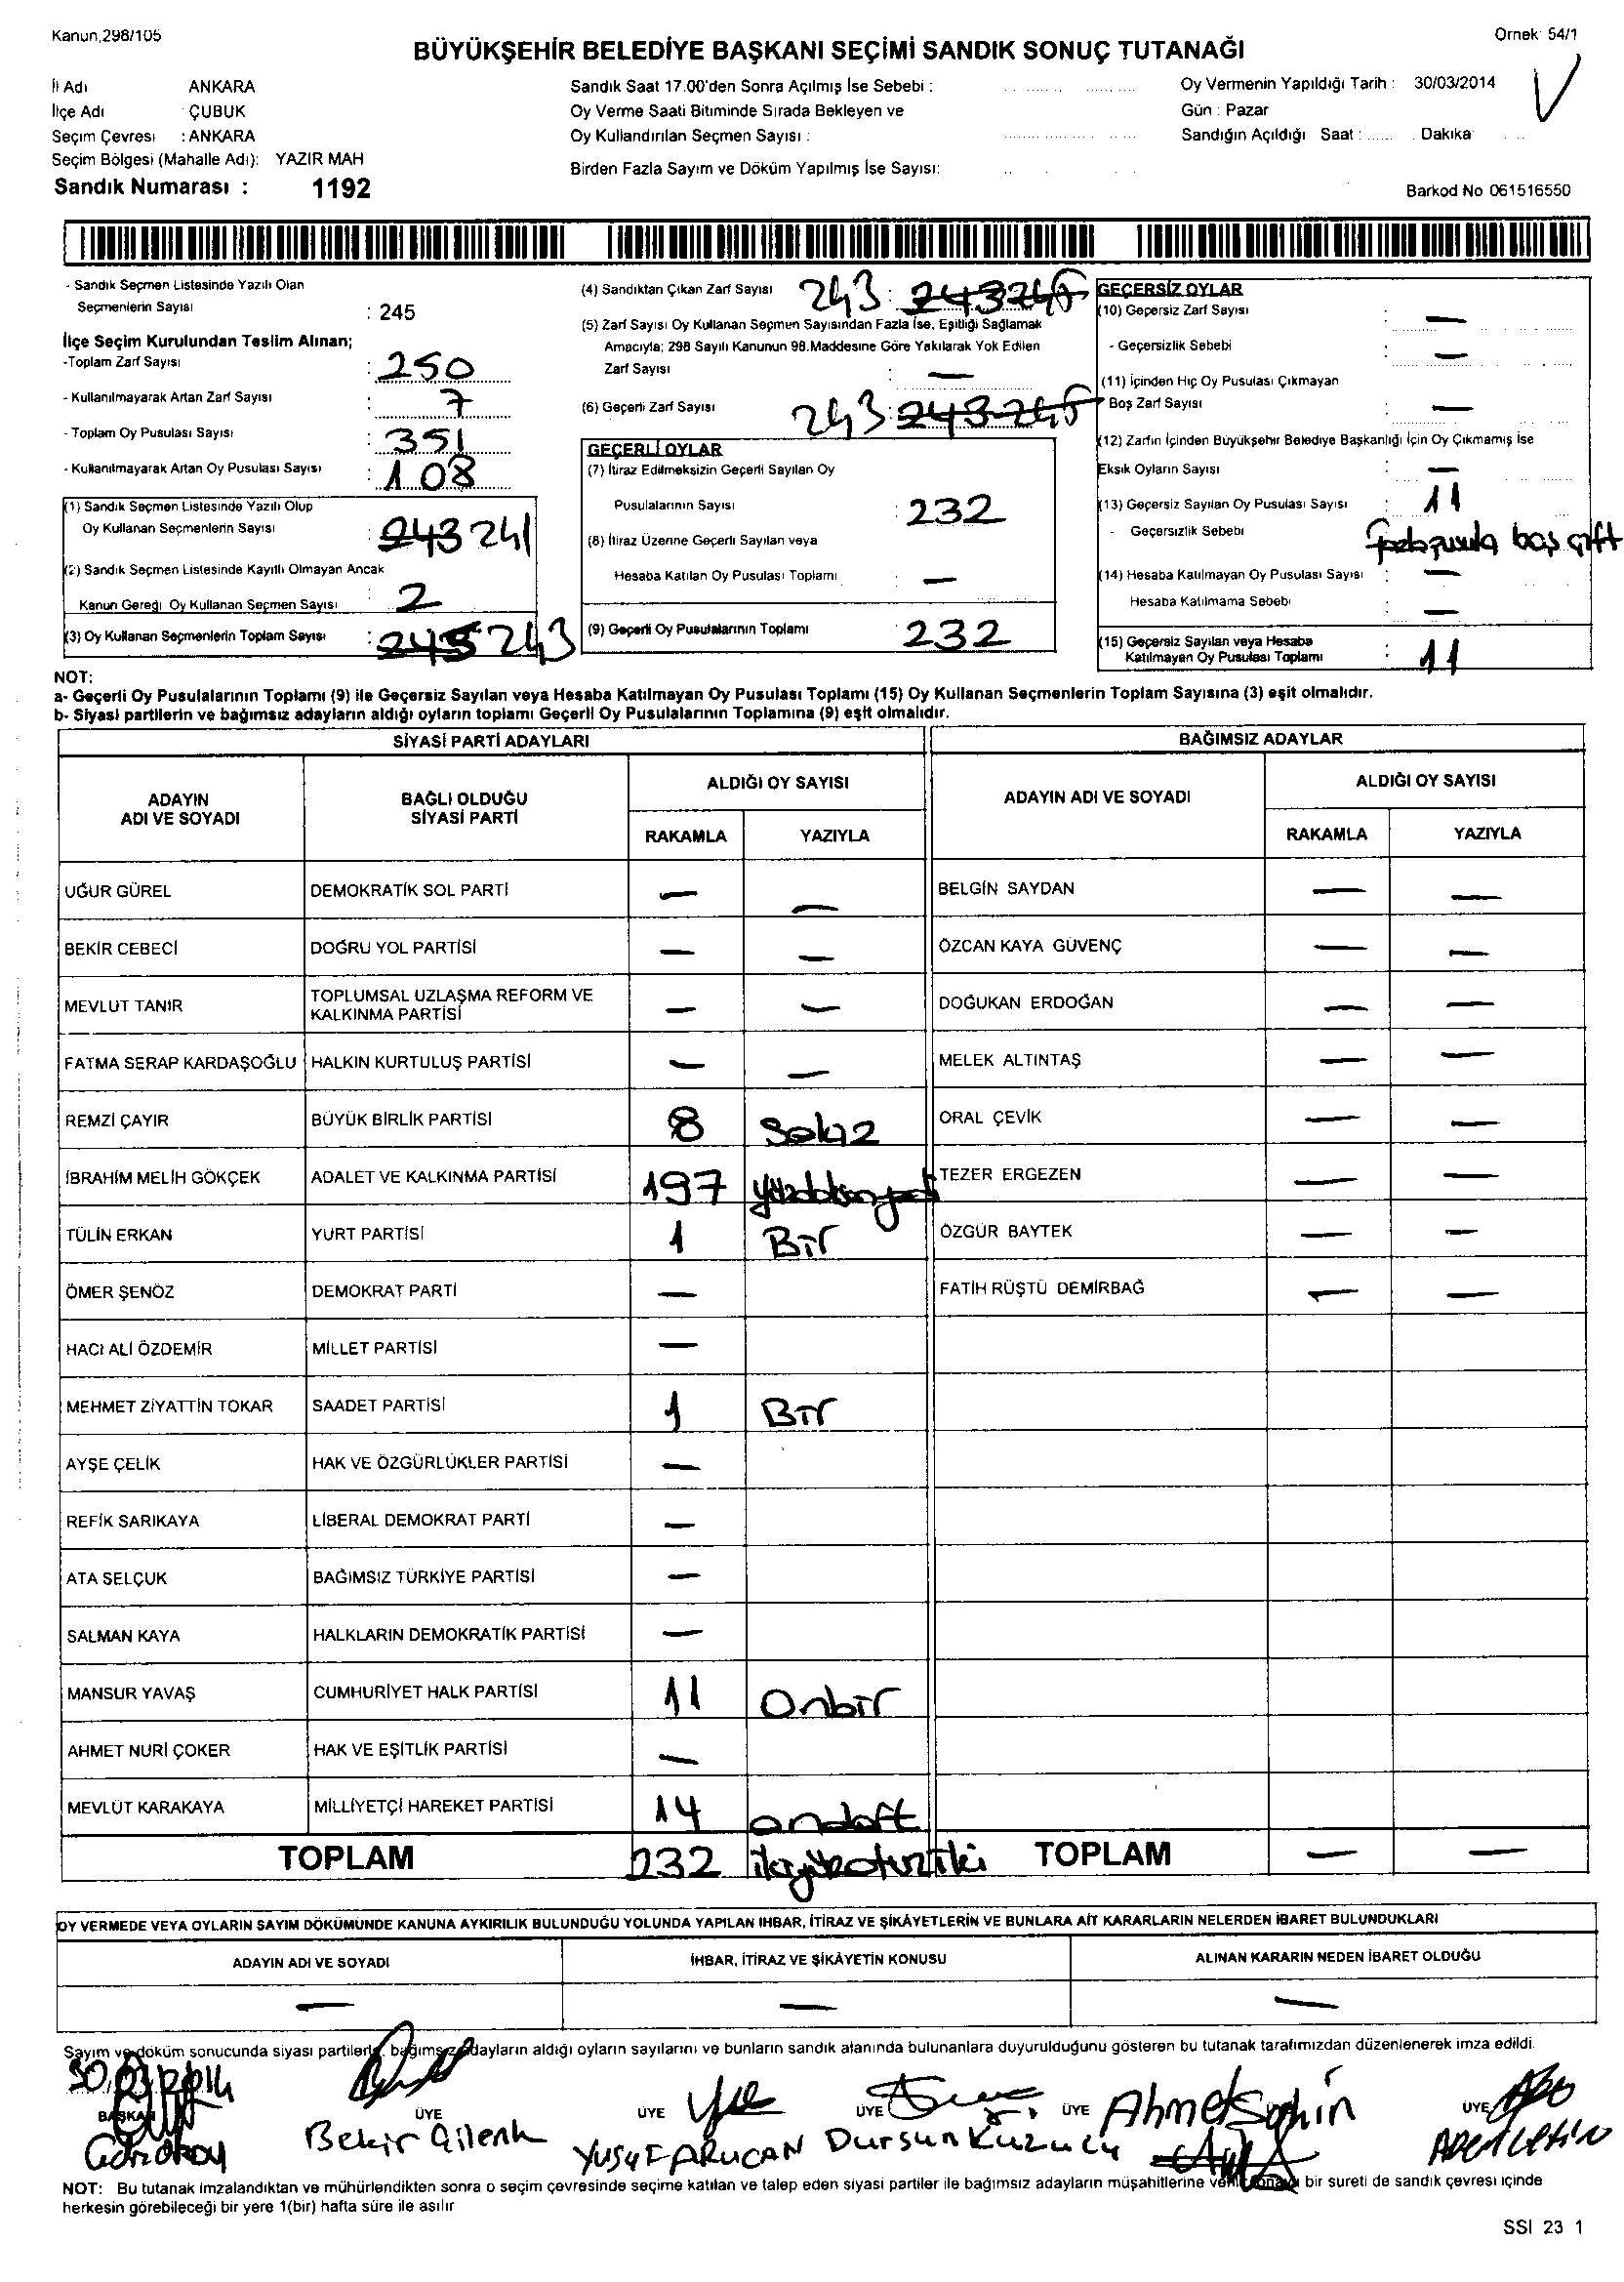 Kanun,298/105
Örnek 54/1
BÜYÜKŞEHİR BELEDİYE BAŞKANI SEÇİMİ SANDIK SONUÇ TUTANAĞI
İl Adı ANKARA
İlçe Adı : ÇUBUK
Seçim Çevresi : ANKARA
Seçim Bölgesi (Mahalle Adı): YAZIR MAH
Sandık Numarası : 1192
Sandık Saat 17.00'den Sonra Açılmış İse Sebebi :
Oy Verme Saati Bitiminde Sırada Bekleyen ve
Oy Kullandırılan Seçmen Sayısı :
Birden Fazla Sayım ve Döküm Yapılmış İse Sayısı:
Oy Vermenin Yapıldığı Tarih : 30/03/2014
Gün : Pazar
Sandığın Açıldığı Saat : Dakika
Barkod No 061516550
- Sandık Seçmen Listesinde Yazılı Olan
Seçmenlerin Sayısı : 245
İlçe Seçim Kurulundan Teslim Alınan;
-Toplam Zarf Sayısı : 250
- Kullanılmayarak Artan Zarf Sayısı : 7
- Toplam Oy Pusulası Sayısı : 351
- Kullanılmayarak Artan Oy Pusulası Sayısı : 108
(1) Sandık Seçmen Listesinde Yazılı Olup
Oy Kullanan Seçmenlerin Sayısı : 243 241
(2) Sandık Seçmen Listesinde Kayıtlı Olmayan Ancak
Kanun Gereği Oy Kullanan Seçmen Sayısı : 2
(3) Oy Kullanan Seçmenlerin Toplam Sayısı : 245 243
(4) Sandıktan Çıkan Zarf Sayısı 243 : 243 245
(5) Zarf Sayısı Oy Kullanan Seçmen Sayısından Fazla İse, Eşitliği Sağlamak
Amacıyla; 298 Sayılı Kanunun 98.Maddesine Göre Yakılarak Yok Edilen
Zarf Sayısı : —
(6) Geçerli Zarf Sayısı 243 : 243 245
GEÇERLİ OYLAR
(7) İtiraz Edilmeksizin Geçerli Sayılan Oy
Pusulalarının Sayısı : 232
(8) İtiraz Üzerine Geçerli Sayılan veya
Hesaba Katılan Oy Pusulası Toplamı : —
(9) Geçerli Oy Pusulalarının Toplamı 232
GEÇERSİZ OYLAR
(10) Geçersiz Zarf Sayısı : —
- Geçersizlik Sebebi : —
(11) İçinden Hiç Oy Pusulası Çıkmayan
Boş Zarf Sayısı —
(12) Zarfın İçinden Büyükşehir Belediye Başkanlığı İçin Oy Çıkmamış İse
Eksik Oyların Sayısı : —
(13) Geçersiz Sayılan Oy Pusulası Sayısı : 11
- Geçersizlik Sebebi boş çift
(14) Hesaba Katılmayan Oy Pusulası Sayısı : —
Hesaba Katılmama Sebebi : —
(15) Geçersiz Sayılan veya Hesaba
Katılmayan Oy Pusulası Toplamı : 11
NOT:
a- Geçerli Oy Pusulalarının Toplamı (9) ile Geçersiz Sayılan veya Hesaba Katılmayan Oy Pusulası Toplamı (15) Oy Kullanan Seçmenlerin Toplam Sayısına (3) eşit olmalıdır.
b- Siyasi partilerin ve bağımsız adayların aldığı oyların toplamı Geçerli Oy Pusulalarının Toplamına (9) eşit olmalıdır.
SİYASİ PARTİ ADAYLARI
BAĞIMSIZ ADAYLAR
ADAYIN ADI VE SOYADI
BAĞLI OLDUĞU SİYASİ PARTİ
ALDIĞI OY SAYISI
RAKAMLA YAZIYLA
ADAYIN ADI VE SOYADI
ALDIĞI OY SAYISI
RAKAMLA YAZIYLA
UĞUR GÜREL DEMOKRATİK SOL PARTİ — — BELGİN SAYDAN — —
BEKİR CEBECİ DOĞRU YOL PARTİSİ — — ÖZCAN KAYA GÜVENÇ — —
MEVLUT TANIR TOPLUMSAL UZLAŞMA REFORM VE KALKINMA PARTİSİ — — DOĞUKAN ERDOĞAN — —
FATMA SERAP KARDAŞOĞLU HALKIN KURTULUŞ PARTİSİ — — MELEK ALTINTAŞ — —
REMZİ ÇAYIR BÜYÜK BİRLİK PARTİSİ 8 Sekiz ORAL ÇEVİK — —
İBRAHİM MELİH GÖKÇEK ADALET VE KALKINMA PARTİSİ 197 TEZER ERGEZEN — —
TÜLİN ERKAN YURT PARTİSİ 1 Bir ÖZGÜR BAYTEK — —
ÖMER ŞENÖZ DEMOKRAT PARTİ — FATİH RÜŞTÜ DEMİRBAĞ — —
HACI ALİ ÖZDEMİR MİLLET PARTİSİ —
MEHMET ZİYATTİN TOKAR SAADET PARTİSİ 1 Bir
AYŞE ÇELİK HAK VE ÖZGÜRLÜKLER PARTİSİ —
REFİK SARIKAYA LİBERAL DEMOKRAT PARTİ —
ATA SELÇUK BAĞIMSIZ TÜRKİYE PARTİSİ —
SALMAN KAYA HALKLARIN DEMOKRATİK PARTİSİ —
MANSUR YAVAŞ CUMHURİYET HALK PARTİSİ 11 Onbir
AHMET NURİ ÇOKER HAK VE EŞİTLİK PARTİSİ —
MEVLÜT KARAKAYA MİLLİYETÇİ HAREKET PARTİSİ 14 ondört
TOPLAM 232 ikiyüzotuziki TOPLAM — —
OY VERMEDE VEYA OYLARIN SAYIM DÖKÜMÜNDE KANUNA AYKIRILIK BULUNDUĞU YOLUNDA YAPILAN İHBAR, İTİRAZ VE ŞİKÂYETLERİN VE BUNLARA AİT KARARLARIN NELERDEN İBARET BULUNDUKLARI
ADAYIN ADI VE SOYADI İHBAR, İTİRAZ VE ŞİKÂYETİN KONUSU ALINAN KARARIN NEDEN İBARET OLDUĞU
— — —
Sayım ve döküm sonucunda siyasi partilerle, bağımsız adayların aldığı oyların sayılarını ve bunların sandık alanında bulunanlara duyurulduğunu gösteren bu tutanak tarafımızdan düzenlenerek imza edildi.
BAŞKAN ÜYE ÜYE ÜYE ÜYE ÜYE
Ahmet Şahin
Bekir YUSUF ARUCAN Dursun Kuzucu
NOT: Bu tutanak imzalandıktan ve mühürlendikten sonra o seçim çevresinde seçime katılan ve talep eden siyasi partiler ile bağımsız adayların müşahitlerine verilir bir sureti de sandık çevresi içinde
herkesin görebileceği bir yere 1(bir) hafta süre ile asılır
SSI 23 1